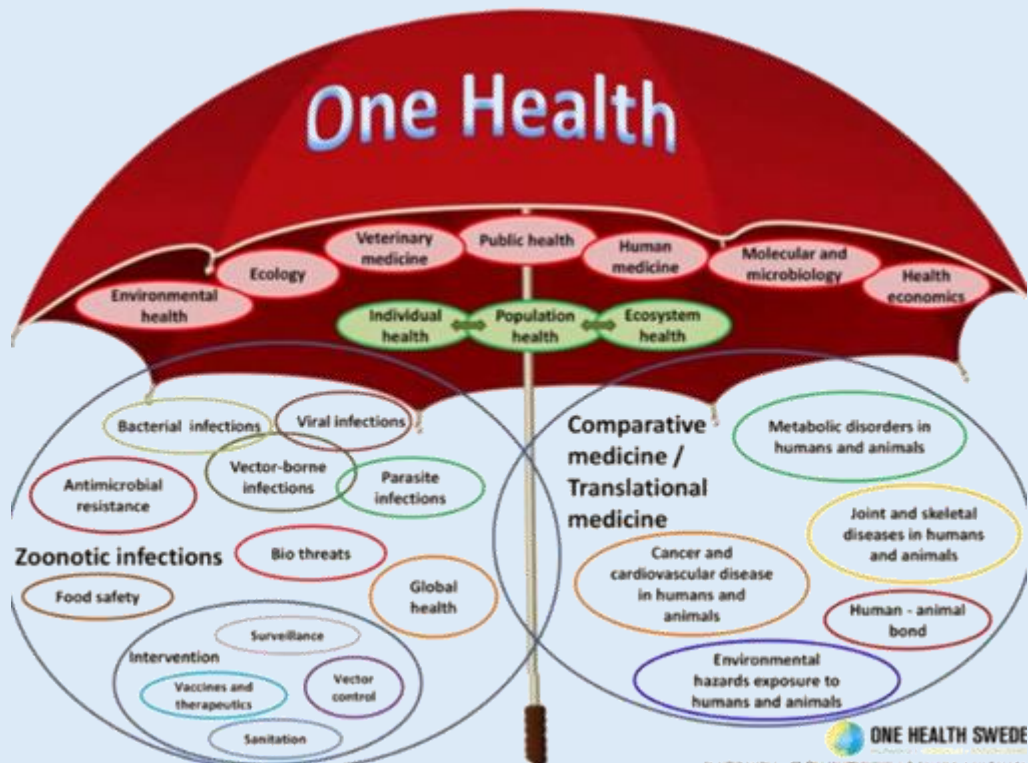 One Health
Environmental
health
Ecology
Veterinary
medicine
Public health
Human
medicine
Molecular and
microbiology
Health
economics
Individual
health
Population
health
Ecosystem
health
Bacterial infections
Viral infections
Vector-borne
infections
Parasite
infections
Antimicrobial
resistance
Zoonotic infections
Bio threats
Food safety
Global
health
Surveillance
Intervention
Vaccines and
therapeutics
Vector
control
Sanitation
Comparative
medicine /
Translational
medicine
Metabolic disorders in
humans and animals
Joint and skeletal
diseases in humans
and animals
Cancer and
cardiovascular disease
in humans and
animals
Human - animal
bond
Environmental
hazards exposure to
humans and animals
ONE HEALTH SWEDE